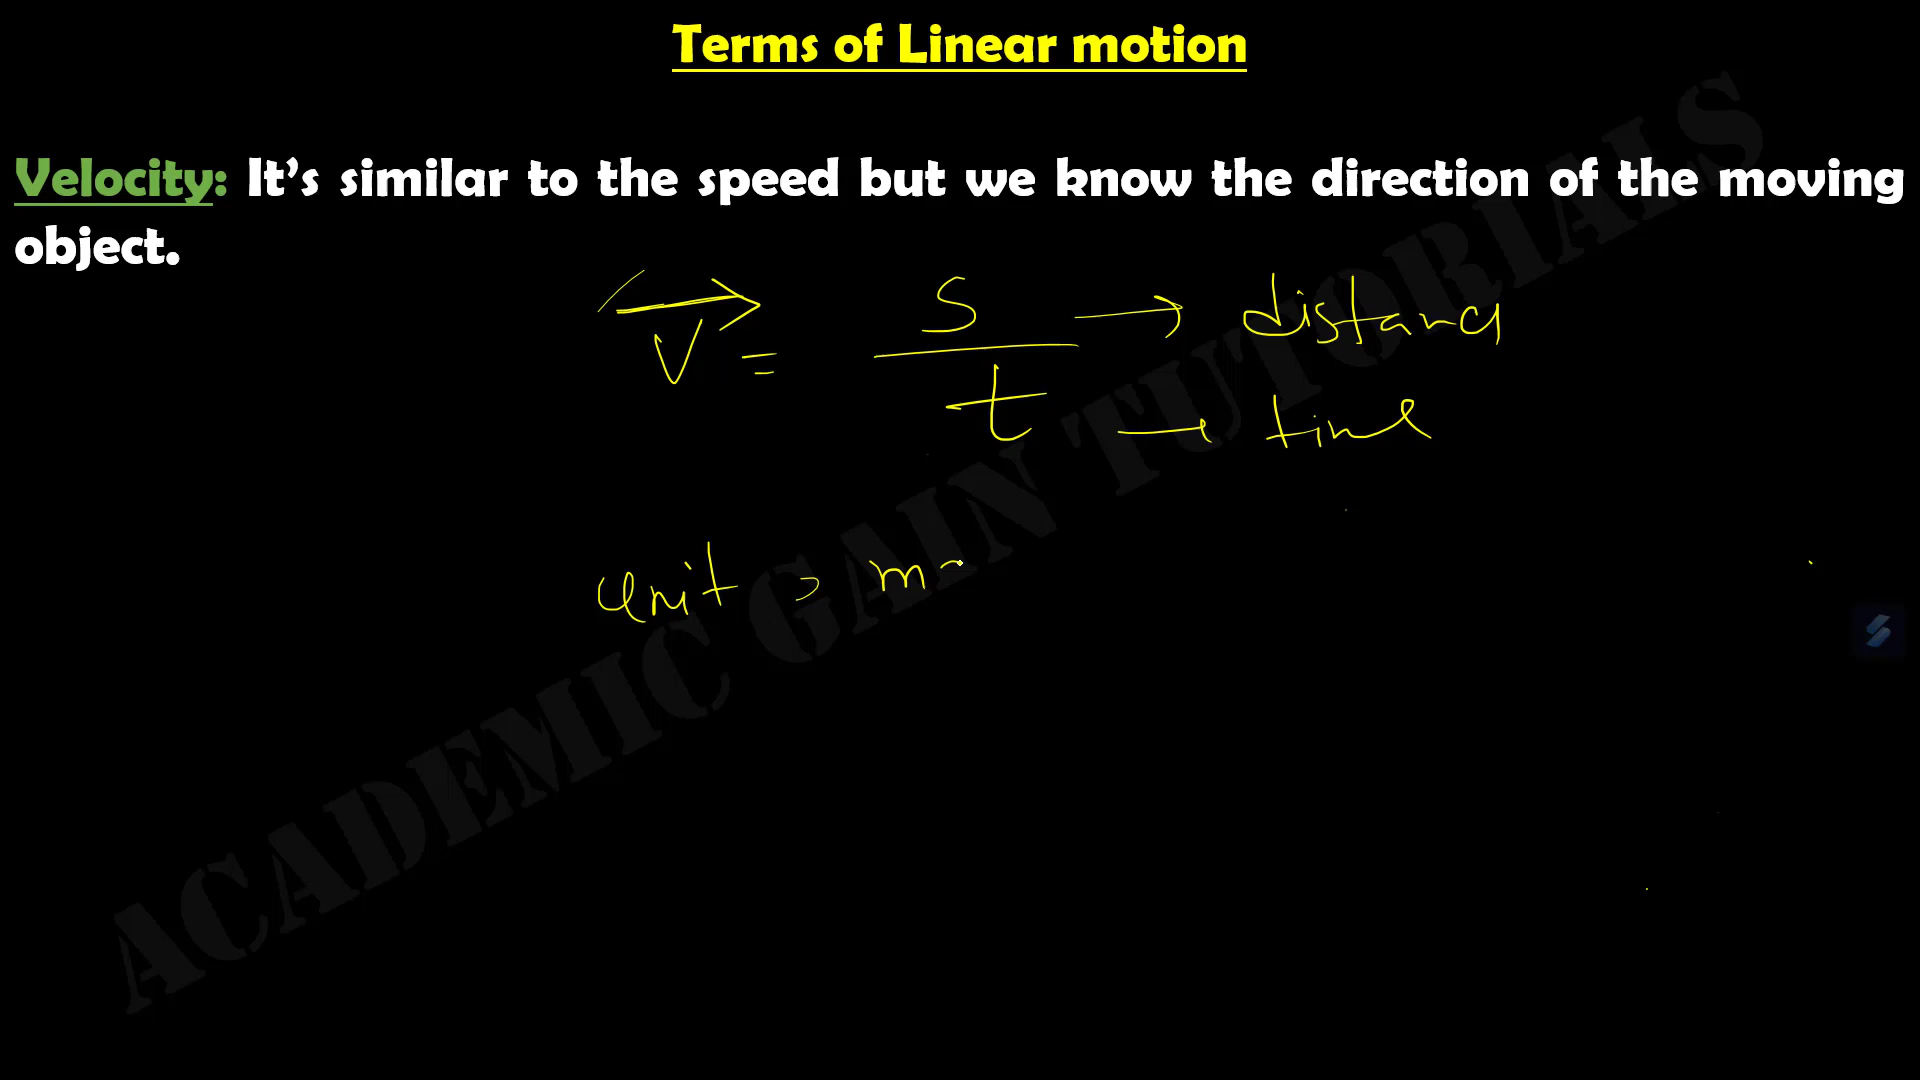 Terms of Linear motion
Velocity: It's similar to the speed but we know the direction of the moving
object.
V = s/t
→ distance
→ time
unit → m
ACADEMIC GAIN TUTORIALS